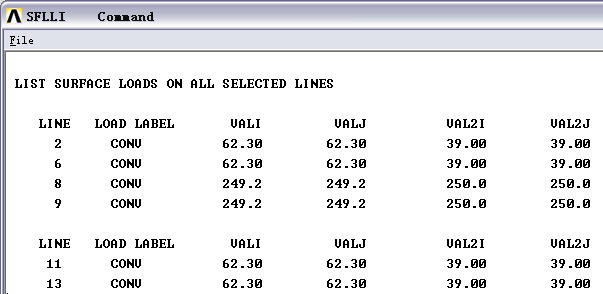 SFLLI Command
File
LIST SURFACE LOADS ON ALL SELECTED LINES
LINE LOAD LABEL VALI VALJ VAL2I VAL2J
2 CONV 62.30 62.30 39.00 39.00
6 CONV 62.30 62.30 39.00 39.00
8 CONV 249.2 249.2 250.0 250.0
9 CONV 249.2 249.2 250.0 250.0
LINE LOAD LABEL VALI VALJ VAL2I VAL2J
11 CONV 62.30 62.30 39.00 39.00
13 CONV 62.30 62.30 39.00 39.00